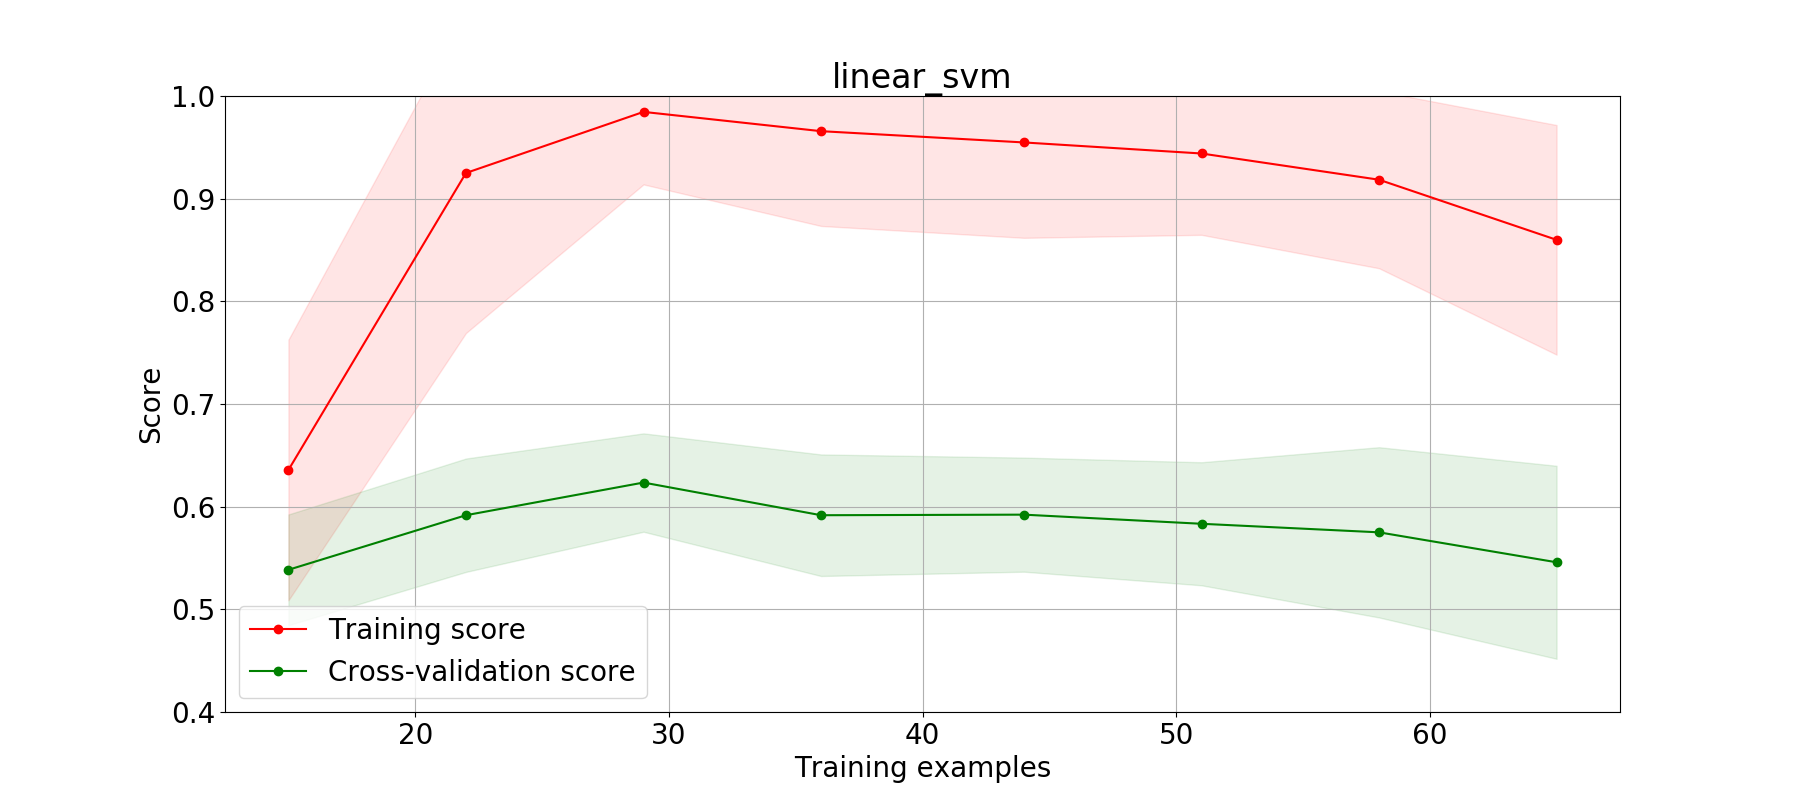 linear_svm
1.0
0.9
0.8
0.7
0.6
0.5
0.4
Score
Training score
Cross-validation score
20 30 40 50 60
Training examples